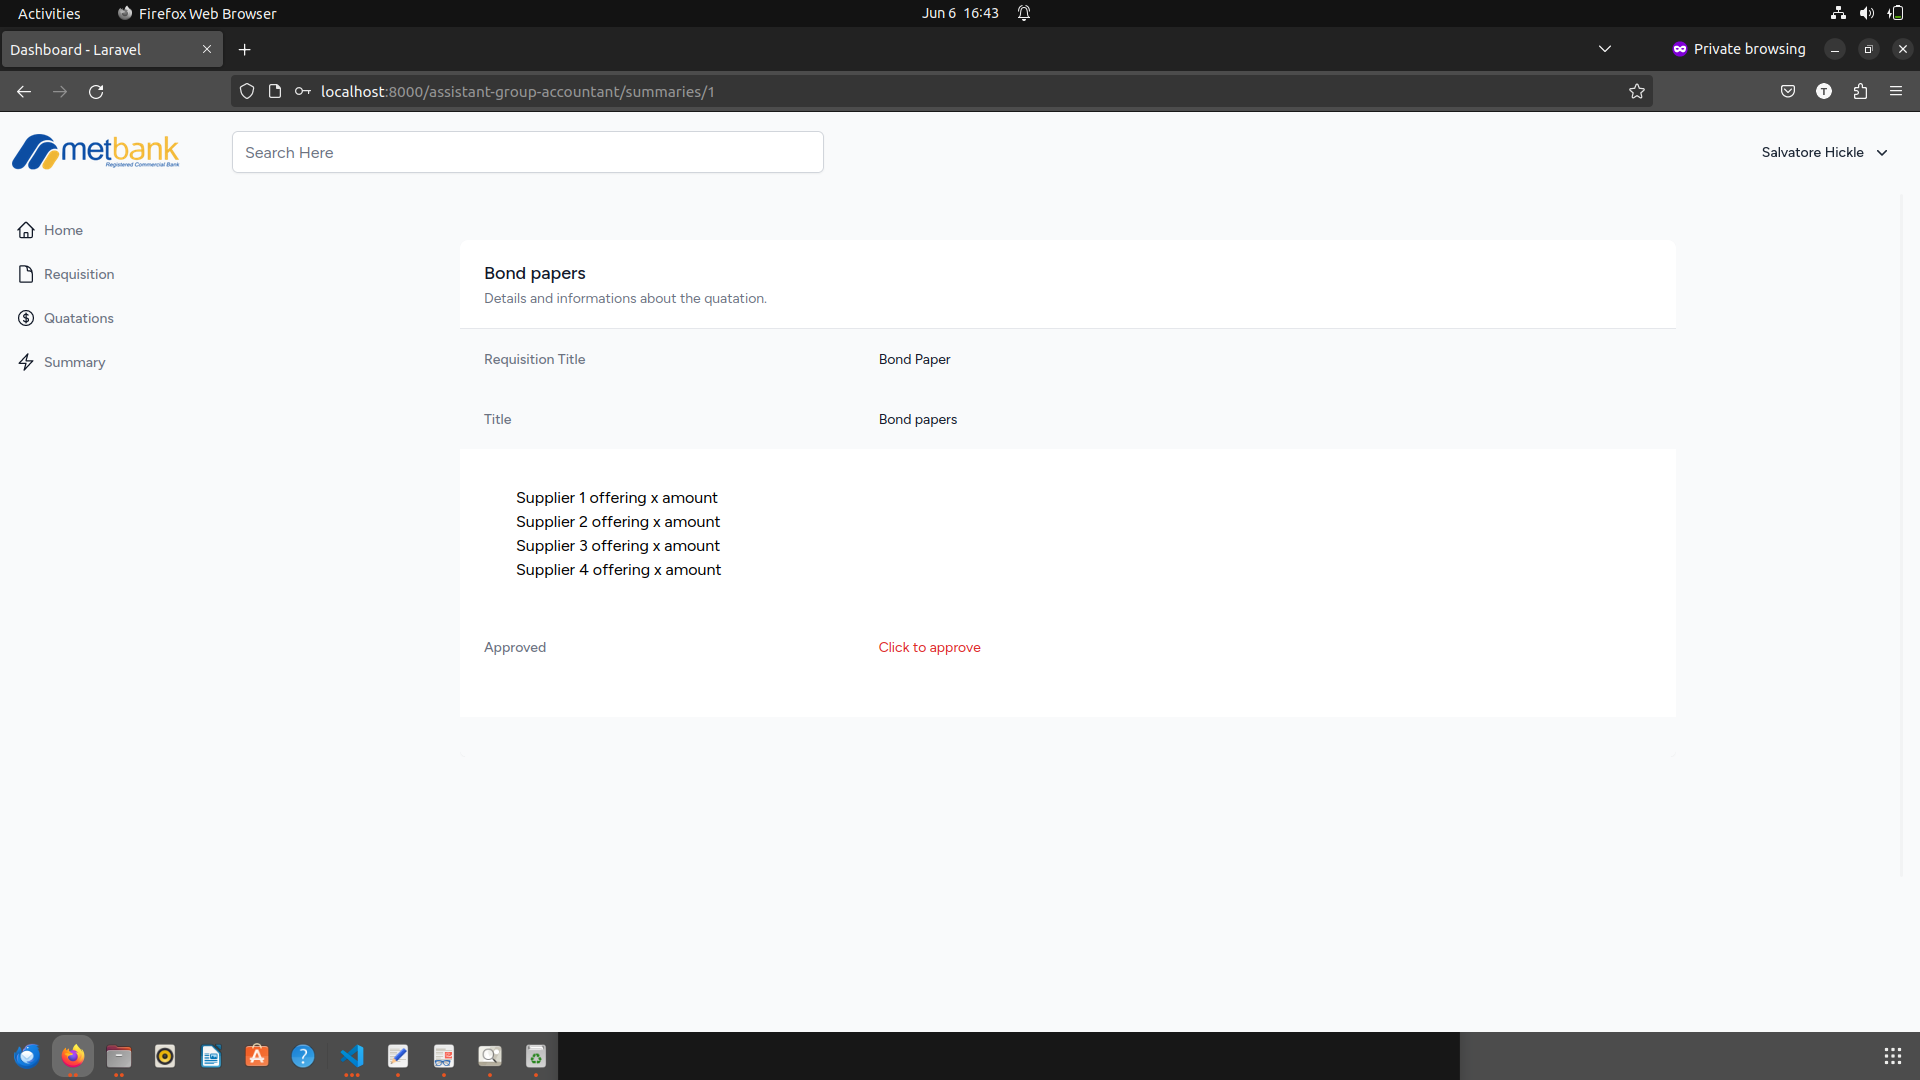 Activities
Firefox Web Browser
Jun 6 16:43
Dashboard - Laravel
Private browsing
localhost:8000/assistant-group-accountant/summaries/1
T
metbank
Registered Commercial Bank
Search Here
Salvatore Hickle
Home
Requisition
Quatations
Summary
Bond papers
Details and informations about the quatation.
Requisition Title
Bond Paper
Title
Bond papers
Supplier 1 offering x amount
Supplier 2 offering x amount
Supplier 3 offering x amount
Supplier 4 offering x amount
Approved
Click to approve